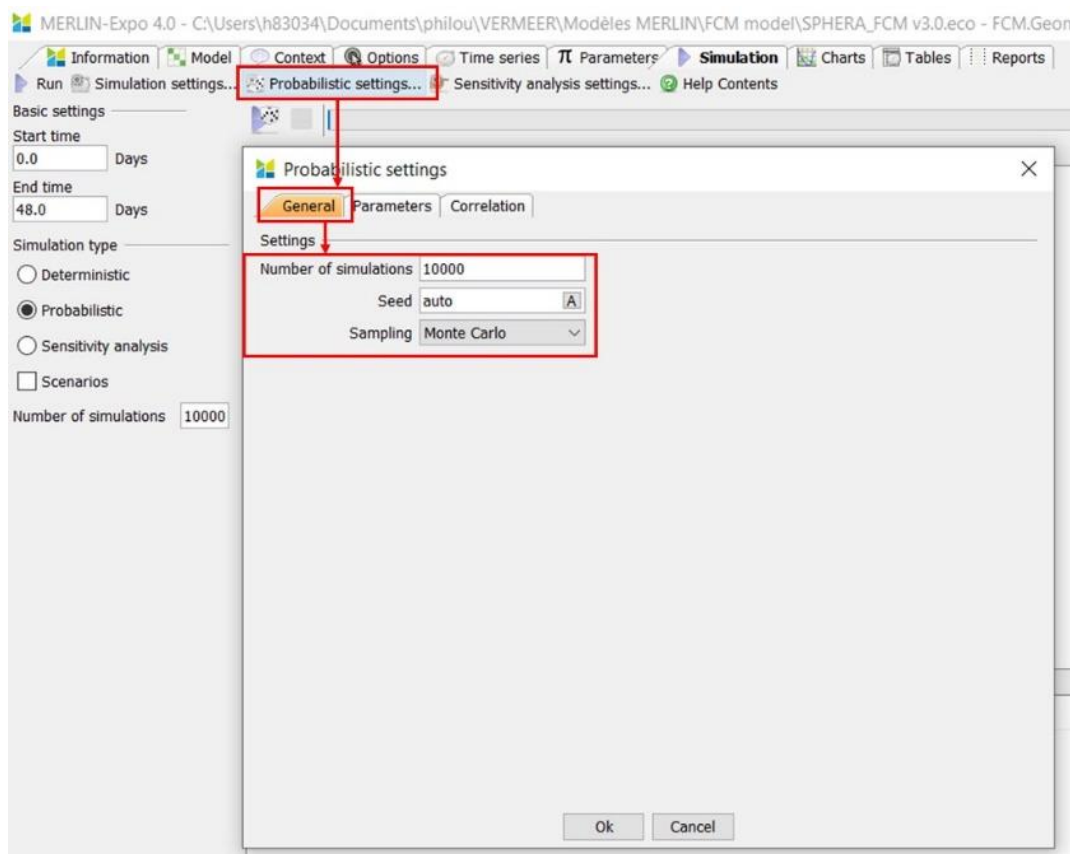 MERLIN-Expo 4.0 - C:\Users\h83034\Documents\philou\VERMEER\Modèles MERLIN\FCM model\SPHERA_FCM v3.0.eco - FCM.Geom
Information Model Context Options Time series π Parameters Simulation Charts Tables Reports
Run Simulation settings... Probabilistic settings... Sensitivity analysis settings... Help Contents
Basic settings
Start time
0.0 Days
End time
48.0 Days
Simulation type
Deterministic
Probabilistic
Sensitivity analysis
Scenarios
Number of simulations 10000
Probabilistic settings
General Parameters Correlation
Settings
Number of simulations 10000
Seed auto A
Sampling Monte Carlo
Ok Cancel